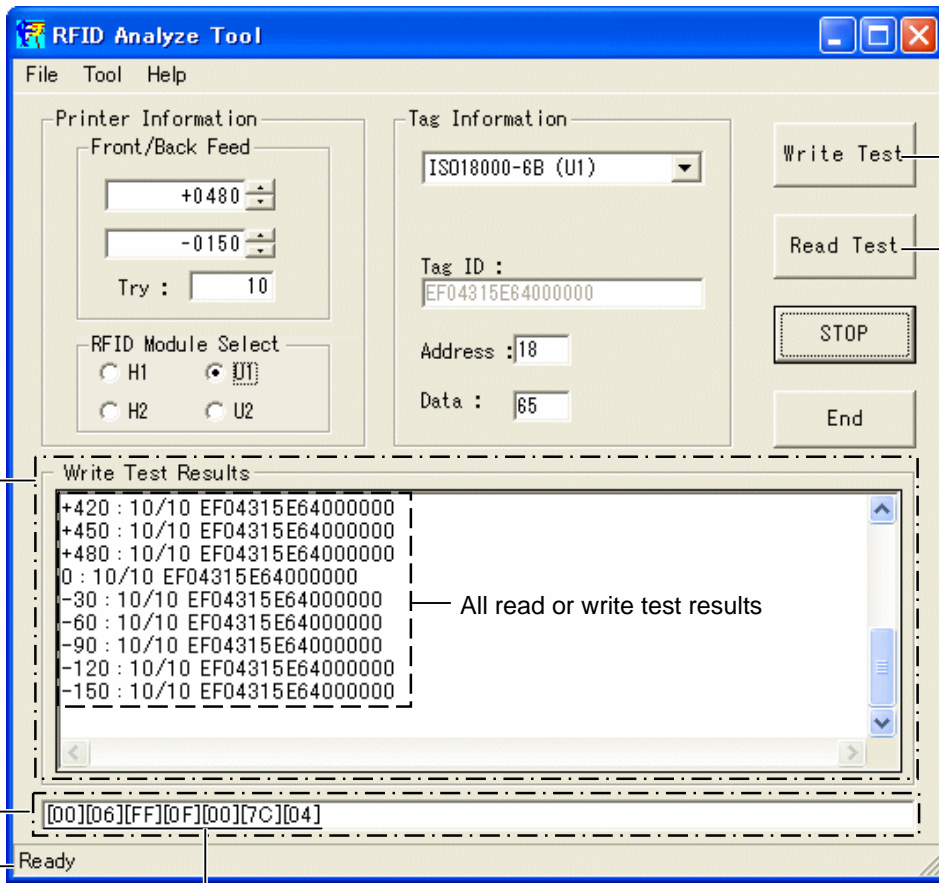 RFID Analyze Tool
File Tool Help
Printer Information
Front/Back Feed
+0480
-0150
Try : 10
RFID Module Select
H1 U1
H2 U2
Tag Information
ISO18000-6B (U1)
Tag ID :
EF04315E64000000
Address : 18
Data : 65
Write Test
Read Test
STOP
End
Write Test Results
+420 : 10/10 EF04315E64000000
+450 : 10/10 EF04315E64000000
+480 : 10/10 EF04315E64000000
0 : 10/10 EF04315E64000000
-30 : 10/10 EF04315E64000000
-60 : 10/10 EF04315E64000000
-90 : 10/10 EF04315E64000000
-120 : 10/10 EF04315E64000000
-150 : 10/10 EF04315E64000000
All read or write test results
[00][06][FF][0F][00][7C][04]
Ready